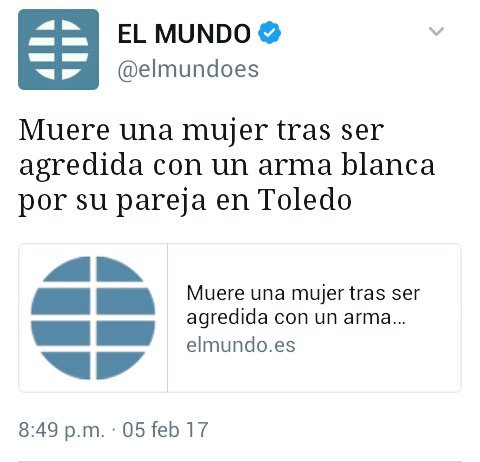 EL MUNDO
@elmundoes
Muere una mujer tras ser
agredida con un arma blanca
por su pareja en Toledo
Muere una mujer tras ser
agredida con un arma...
elmundo.es
8:49 p.m. · 05 feb 17